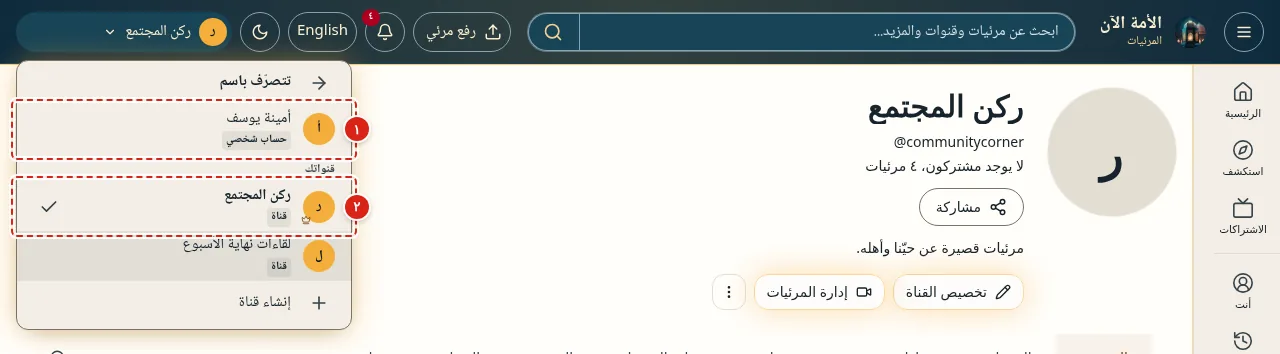 الأمة الآن
المرئيات
ابحث عن مرئيات وقنوات والمزيد...
رفع مرئي
٤
English
ر
ركن المجتمع
الرئيسية
استكشف
الاشتراكات
أنت
ر
ركن المجتمع
@communitycorner
لا يوجد مشتركون، ٤ مرئيات
مشاركة
مرئيات قصيرة عن حيّنا وأهله.
تخصيص القناة
إدارة المرئيات
تتصرّف باسم
١
أ
أمينة يوسف
حساب شخصي
قنواتك
٢
ر
ركن المجتمع
قناة
ل
لقاءات نهاية الأسبوع
قناة
إنشاء قناة